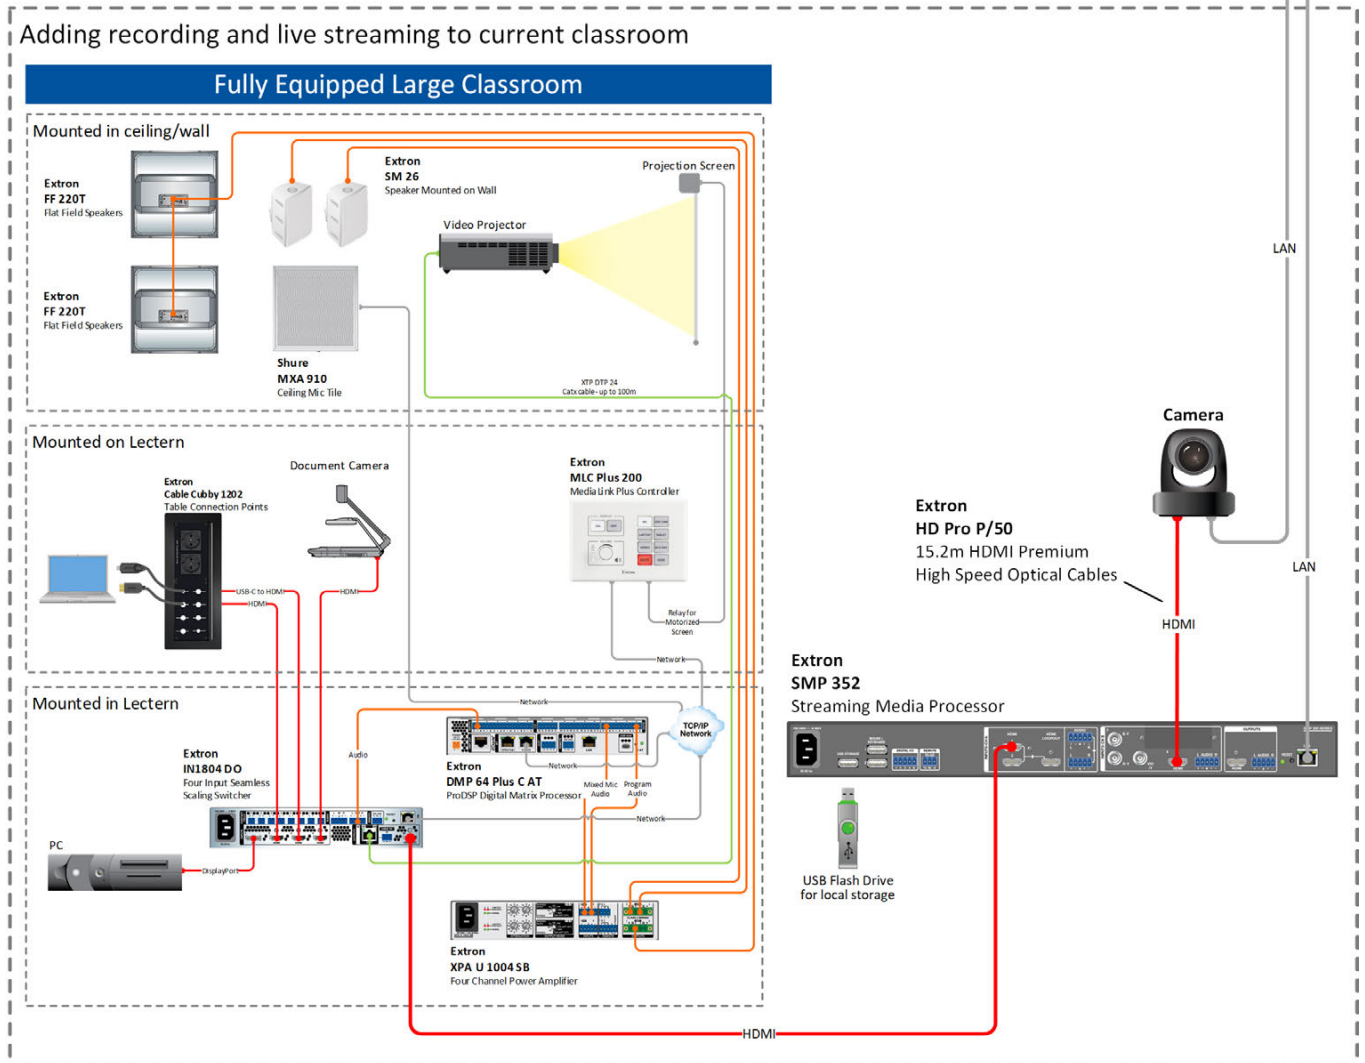 Adding recording and live streaming to current classroom
Fully Equipped Large Classroom
Mounted in ceiling/wall
Extron
FF 220T
Flat Field Speakers
Extron
SM 26
Speaker Mounted on Wall
Projection Screen
Video Projector
Extron
FF 220T
Flat Field Speakers
Shure
MXA 910
Ceiling Mic Tile
XTP DTP 24
Catx cable- up to 100m
LAN
Mounted on Lectern
Extron
Cable Cubby 1202
Table Connection Points
Document Camera
Extron
MLC Plus 200
MediaLink Plus Controller
USB-C to HDMI
HDMI
HDMI
Relay for
Motorized
Screen
Network
Camera
Extron
HD Pro P/50
15.2m HDMI Premium
High Speed Optical Cables
LAN
HDMI
Extron
SMP 352
Streaming Media Processor
Mounted in Lectern
Network
TCP/IP
Network
Audio
Extron
IN1804 DO
Four Input Seamless
Scaling Switcher
Extron
DMP 64 Plus C AT
ProDSP Digital Matrix Processor
Network
Mixed Mic
Audio
Program
Audio
Network
PC
DisplayPort
Extron
XPA U 1004 SB
Four Channel Power Amplifier
OUTPUTS
USB Flash Drive
for local storage
HDMI